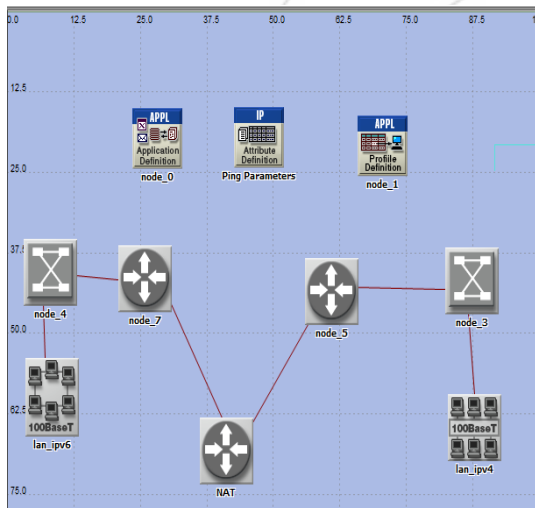 0.0 12.5 25.0 37.5 50.0 62.5 75.0 87.5
12.5
25.0
37.5
50.0
62.5
75.0
APPL
Application
Definition
node_0
IP
Attribute
Definition
Ping Parameters
APPL
Profile
Definition
node_1
node_4
node_7
node_5
node_3
100BaseT
lan_ipv6
NAT
100BaseT
lan_ipv4